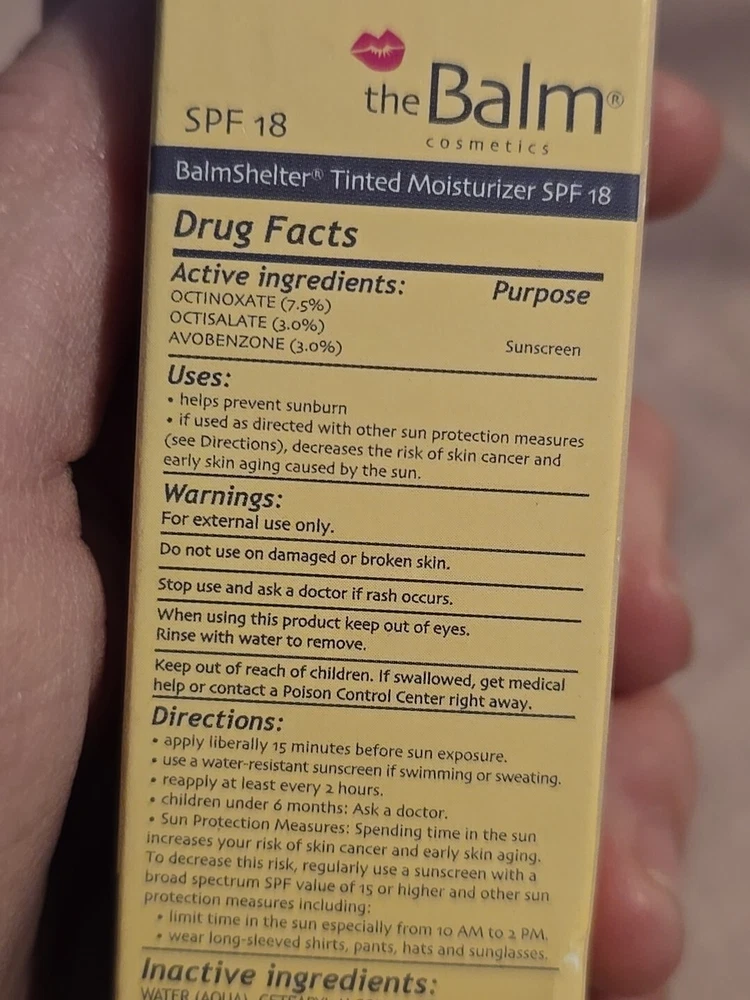 the Balm®
cosmetics
SPF 18
BalmShelter® Tinted Moisturizer SPF 18
Drug Facts
Active ingredients: Purpose
OCTINOXATE (7.5%)
OCTISALATE (3.0%)
AVOBENZONE (3.0%) Sunscreen
Uses:
• helps prevent sunburn
• if used as directed with other sun protection measures
(see Directions), decreases the risk of skin cancer and
early skin aging caused by the sun.
Warnings:
For external use only.
Do not use on damaged or broken skin.
Stop use and ask a doctor if rash occurs.
When using this product keep out of eyes.
Rinse with water to remove.
Keep out of reach of children. If swallowed, get medical
help or contact a Poison Control Center right away.
Directions:
• apply liberally 15 minutes before sun exposure.
• use a water-resistant sunscreen if swimming or sweating.
• reapply at least every 2 hours.
• children under 6 months: Ask a doctor.
• Sun Protection Measures: Spending time in the sun
increases your risk of skin cancer and early skin aging.
To decrease this risk, regularly use a sunscreen with a
broad spectrum SPF value of 15 or higher and other sun
protection measures including:
• limit time in the sun especially from 10 AM to 2 PM.
• wear long-sleeved shirts, pants, hats and sunglasses.
Inactive ingredients:
WATER (AQUA),